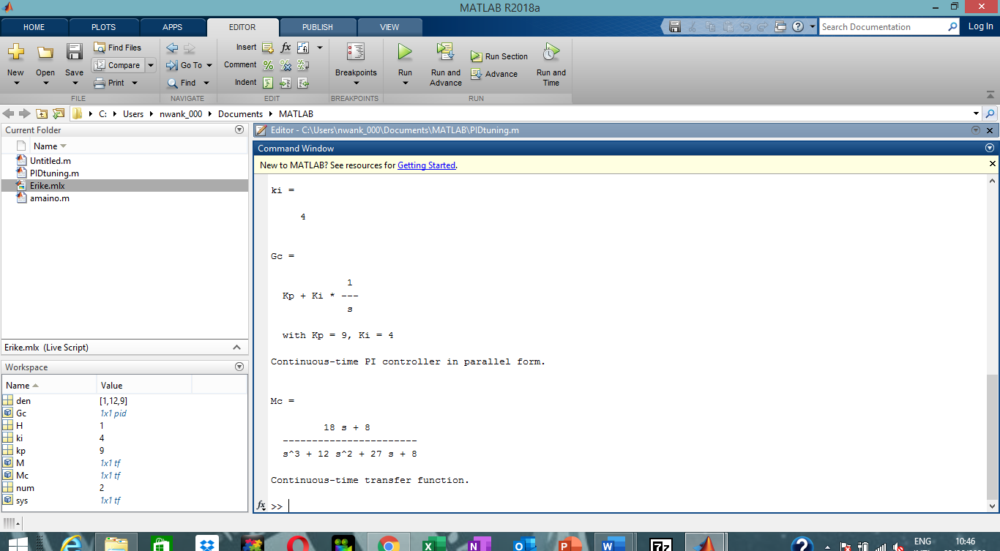 MATLAB R2018a
HOME PLOTS APPS EDITOR PUBLISH VIEW
Search Documentation Log In
New Open Save Find Files Compare Print
Go To Find
Insert fx
Comment
Indent
Breakpoints
Run Run and Advance Run Section Advance Run and Time
FILE NAVIGATE EDIT BREAKPOINTS RUN
C: Users nwank_000 Documents MATLAB
Current Folder
Name
Untitled.m
PIDtuning.m
Erike.mlx
amaino.m
Erike.mlx (Live Script)
Workspace
Name Value
den [1,12,9]
Gc 1x1 pid
H 1
ki 4
kp 9
M 1x1 tf
Mc 1x1 tf
num 2
sys 1x1 tf
Editor - C:\Users\nwank_000\Documents\MATLAB\PIDtuning.m
Command Window
New to MATLAB? See resources for Getting Started.
ki =
4
Gc =
1
Kp + Ki * ---
s
with Kp = 9, Ki = 4
Continuous-time PI controller in parallel form.
Mc =
18 s + 8
-----------------------
s^3 + 12 s^2 + 27 s + 8
Continuous-time transfer function.
fx >>
ENG 10:46